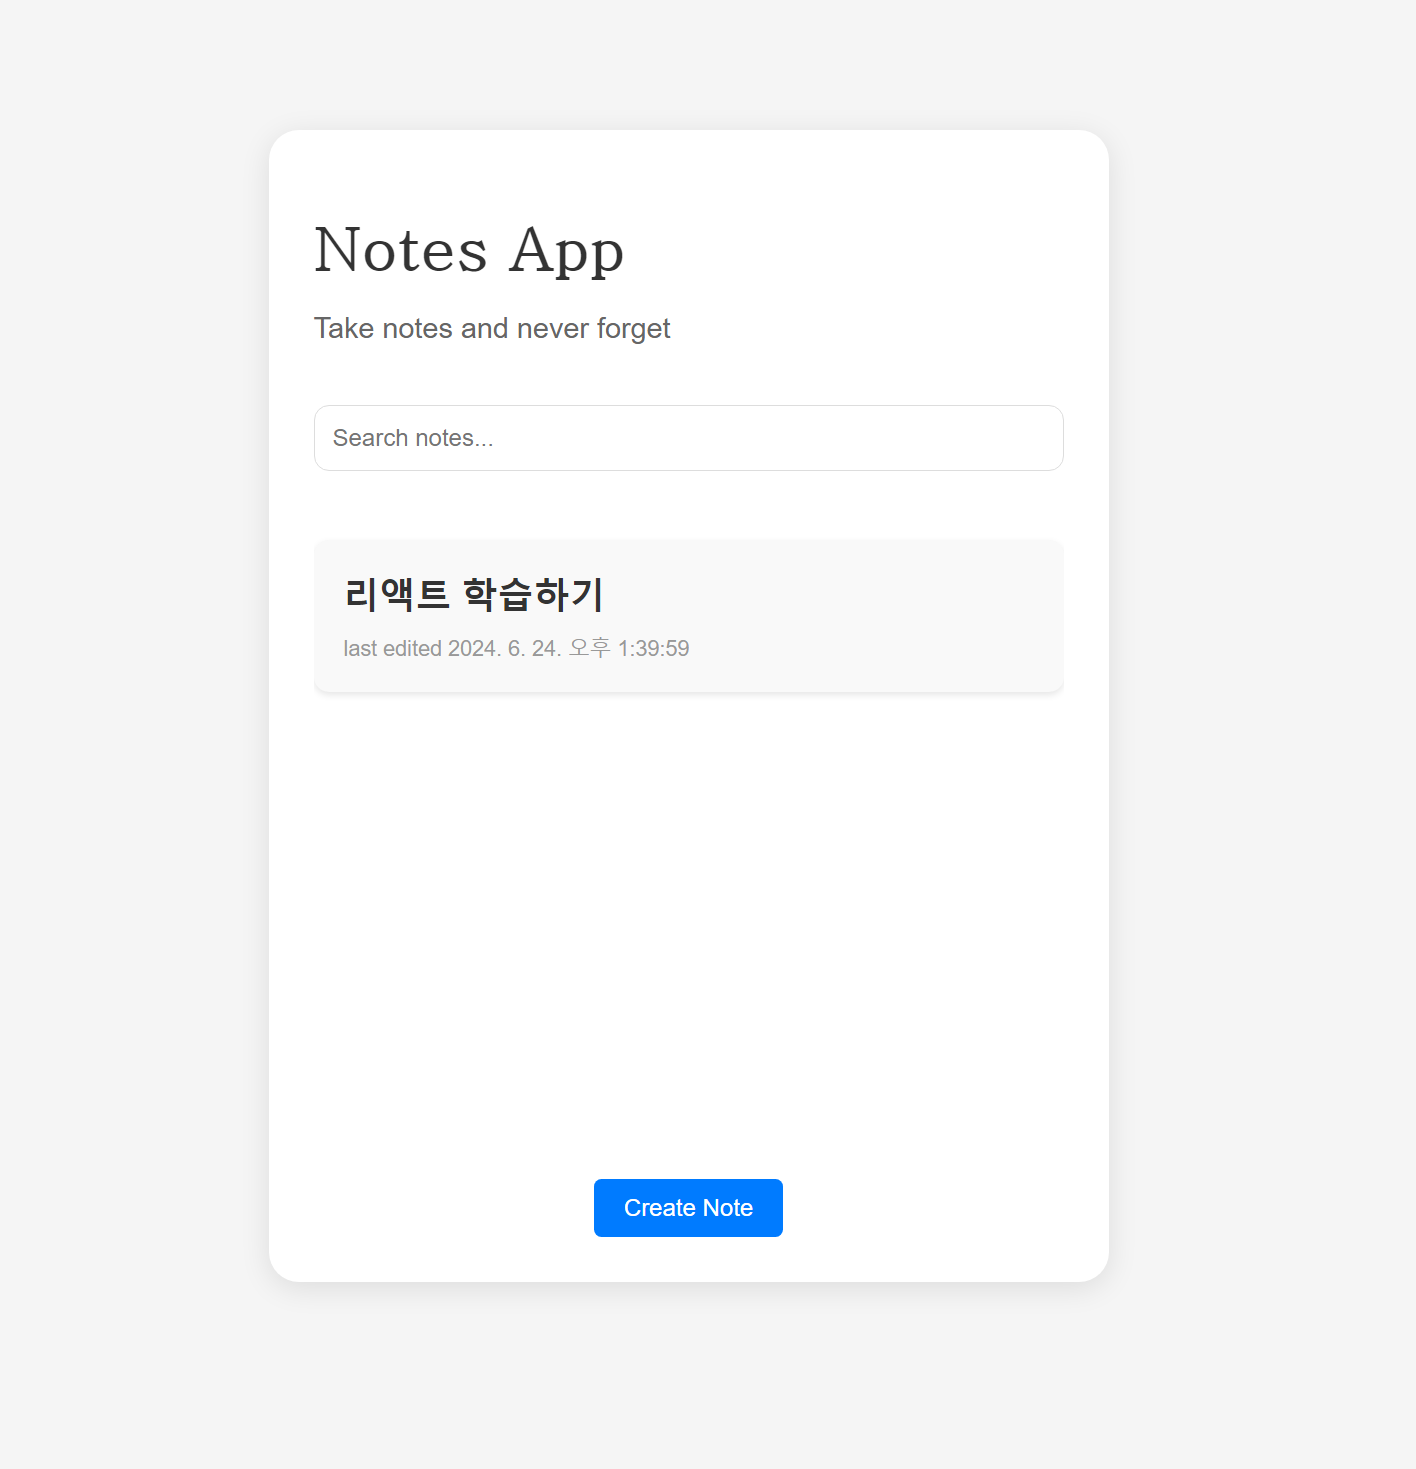 Notes App
Take notes and never forget
Search notes...
리액트 학습하기
last edited 2024. 6. 24. 오후 1:39:59
Create Note